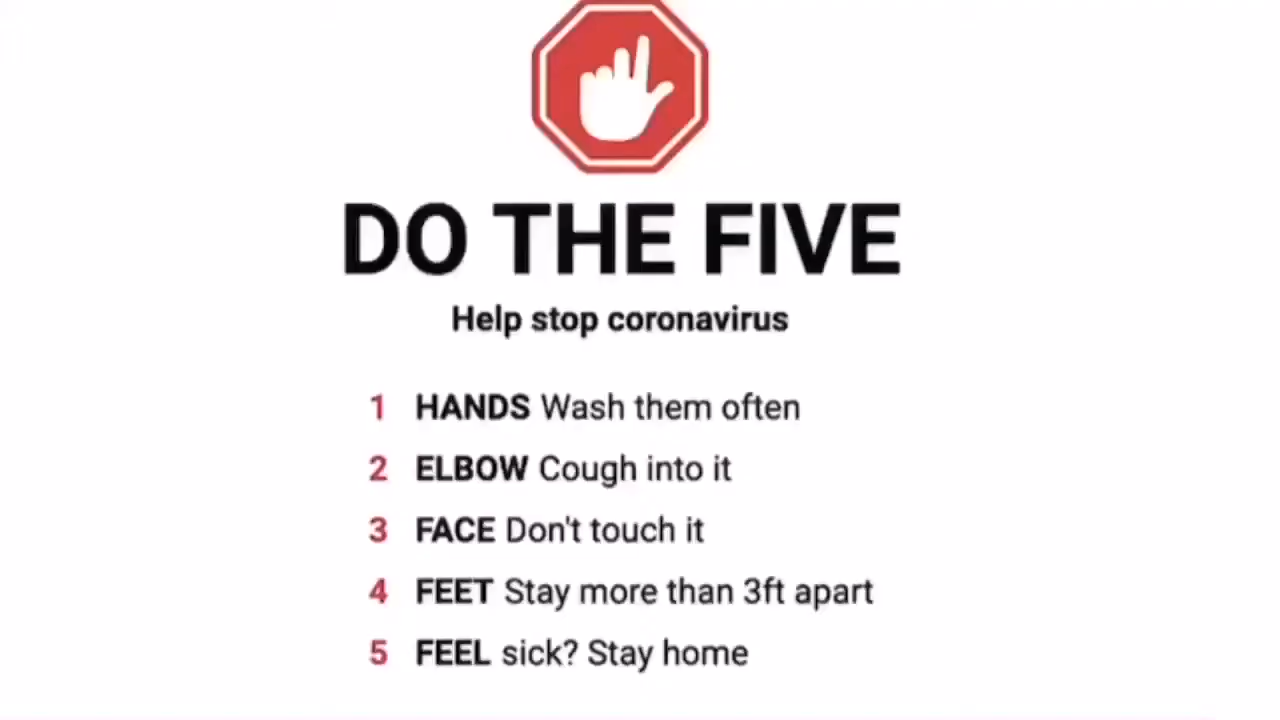 DO THE FIVE
Help stop coronavirus
1 HANDS Wash them often
2 ELBOW Cough into it
3 FACE Don't touch it
4 FEET Stay more than 3ft apart
5 FEEL sick? Stay home